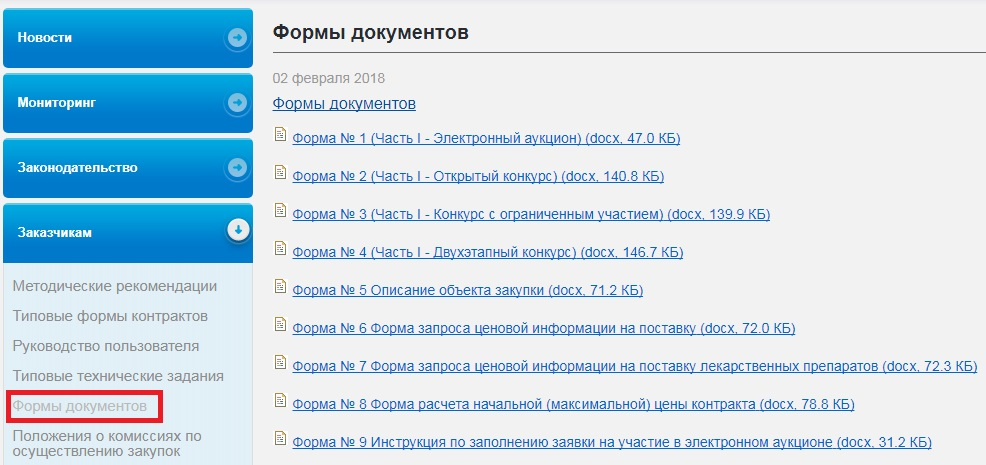 Новости
Мониторинг
Законодательство
Заказчикам
Методические рекомендации
Типовые формы контрактов
Руководство пользователя
Типовые технические задания
Формы документов
Положения о комиссиях по
осуществлению закупок
Формы документов
02 февраля 2018
Формы документов
Форма № 1 (Часть I - Электронный аукцион) (docx, 47.0 КБ)
Форма № 2 (Часть I - Открытый конкурс) (docx, 140.8 КБ)
Форма № 3 (Часть I - Конкурс с ограниченным участием) (docx, 139.9 КБ)
Форма № 4 (Часть I - Двухэтапный конкурс) (docx, 146.7 КБ)
Форма № 5 Описание объекта закупки (docx, 71.2 КБ)
Форма № 6 Форма запроса ценовой информации на поставку (docx, 72.0 КБ)
Форма № 7 Форма запроса ценовой информации на поставку лекарственных препаратов (docx, 72.3 КБ)
Форма № 8 Форма расчета начальной (максимальной) цены контракта (docx, 78.8 КБ)
Форма № 9 Инструкция по заполнению заявки на участие в электронном аукционе (docx, 31.2 КБ)